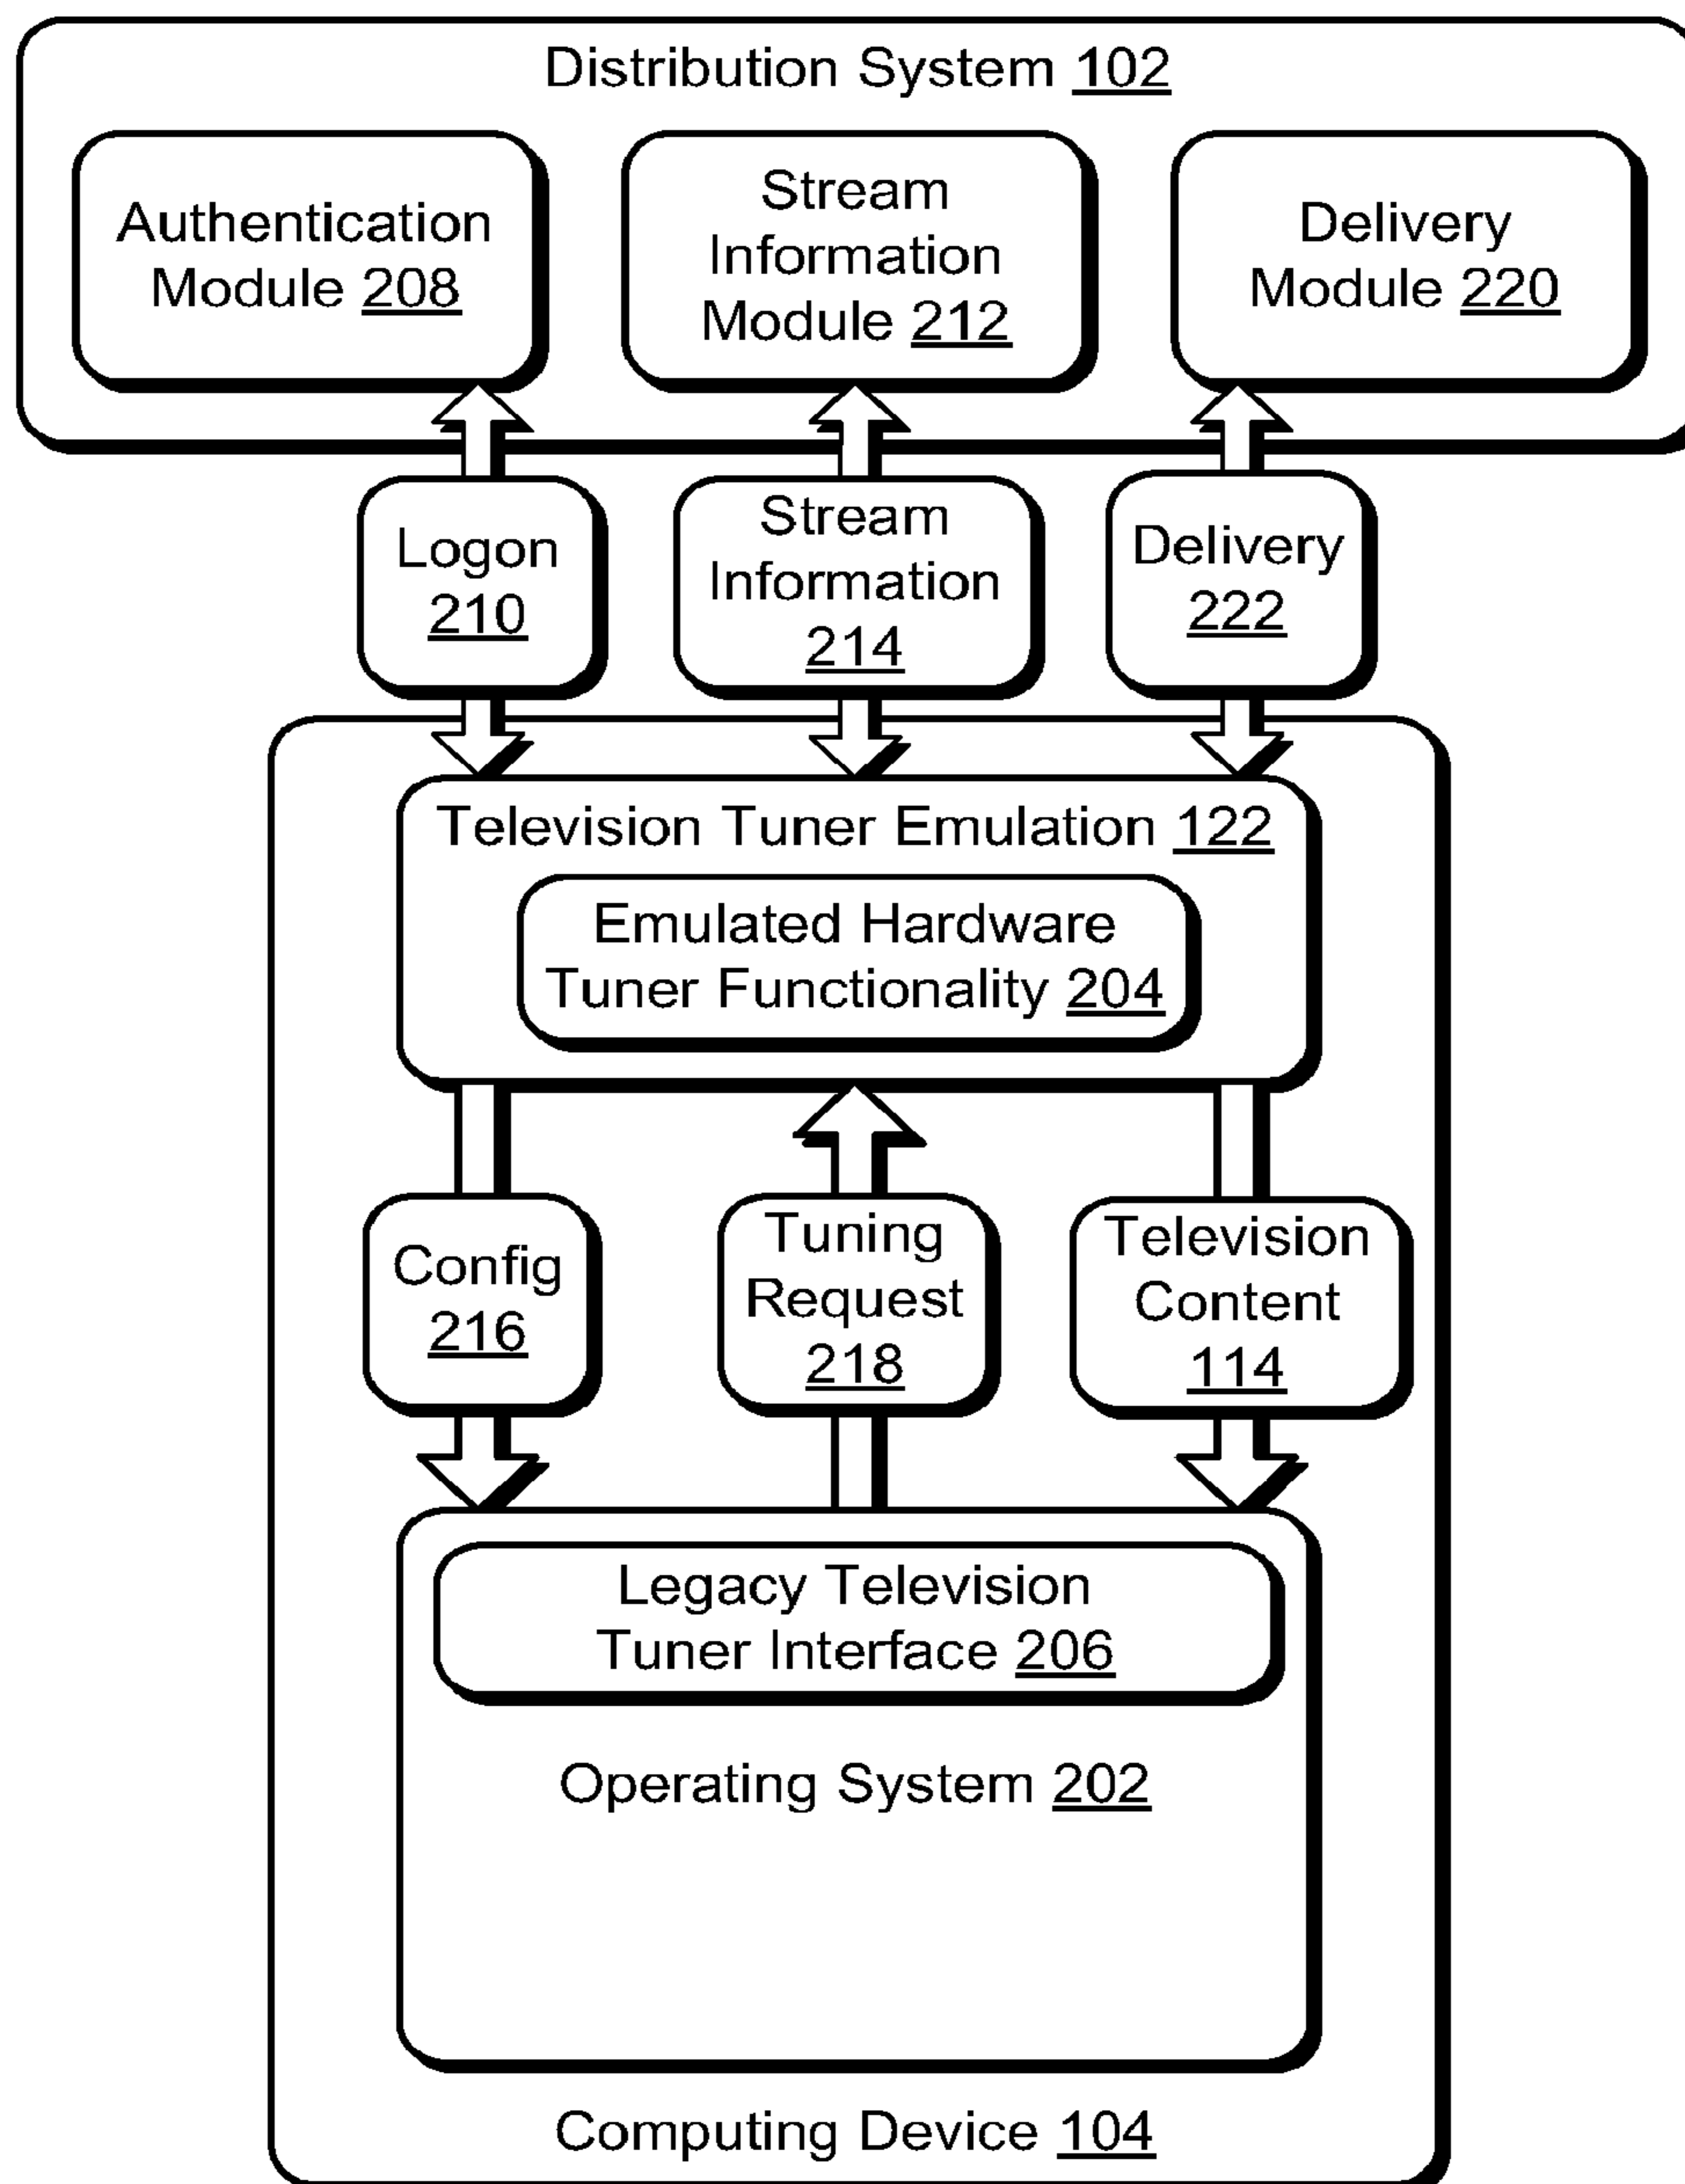 Distribution System 102
Authentication
Module 208
Stream
Information
Module 212
Delivery
Module 220
Logon
210
Stream
Information
214
Delivery
222
Television Tuner Emulation 122
Emulated Hardware
Tuner Functionality 204
Config
216
Tuning
Request
218
Television
Content
114
Legacy Television
Tuner Interface 206
Operating System 202
Computing Device 104